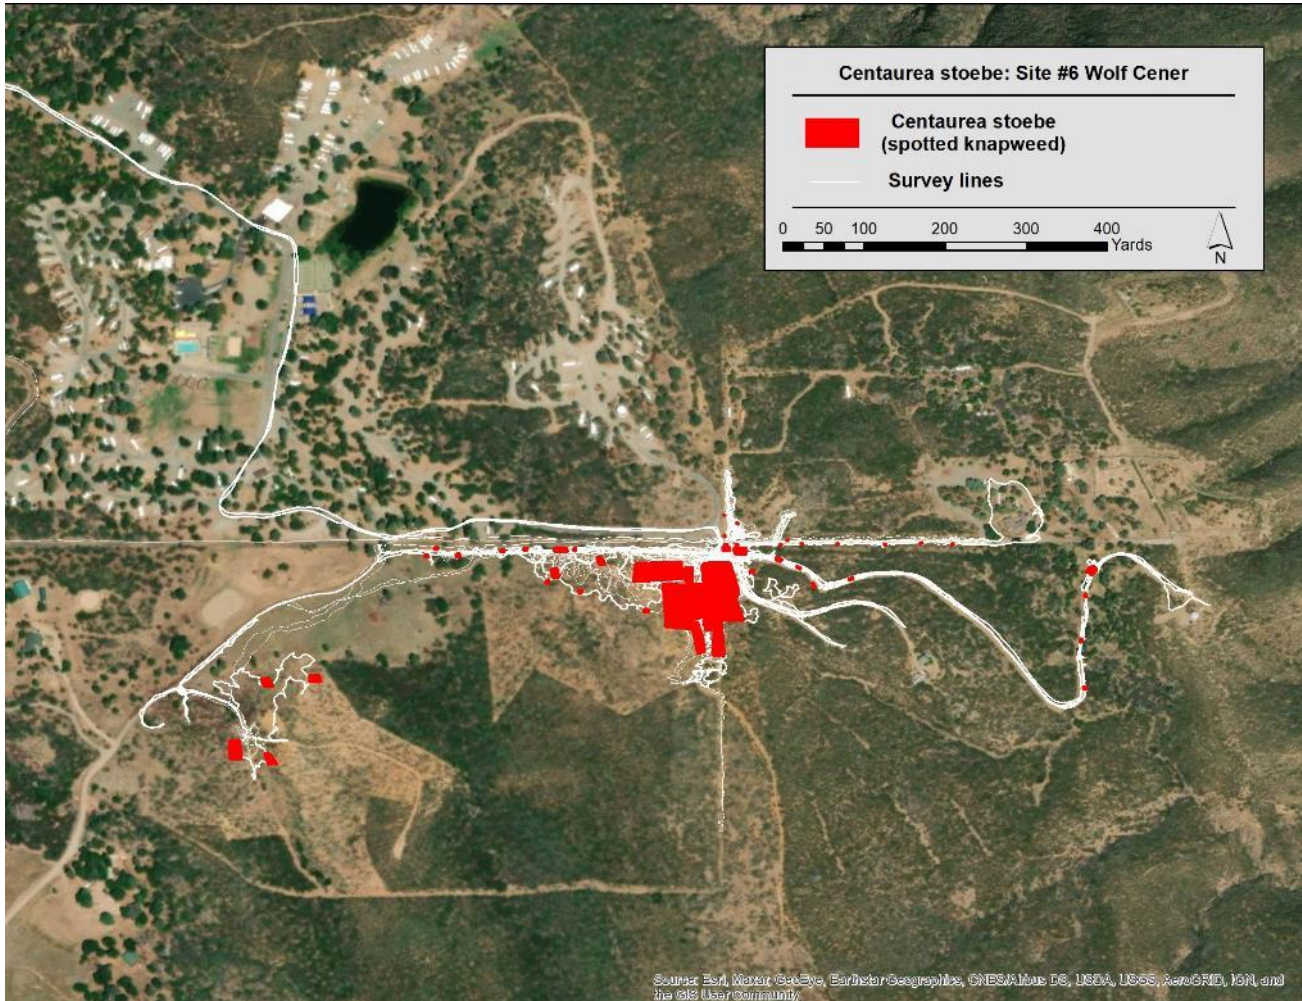 Centaurea stoebe: Site #6 Wolf Cener
Centaurea stoebe
(spotted knapweed)
Survey lines
0 50 100 200 300 400
Yards
N
Source: Esri, Maxar, GeoEye, Earthstar Geographics, CNES/Airbus DS, USDA, USGS, AeroGRID, IGN, and
the GIS User Community